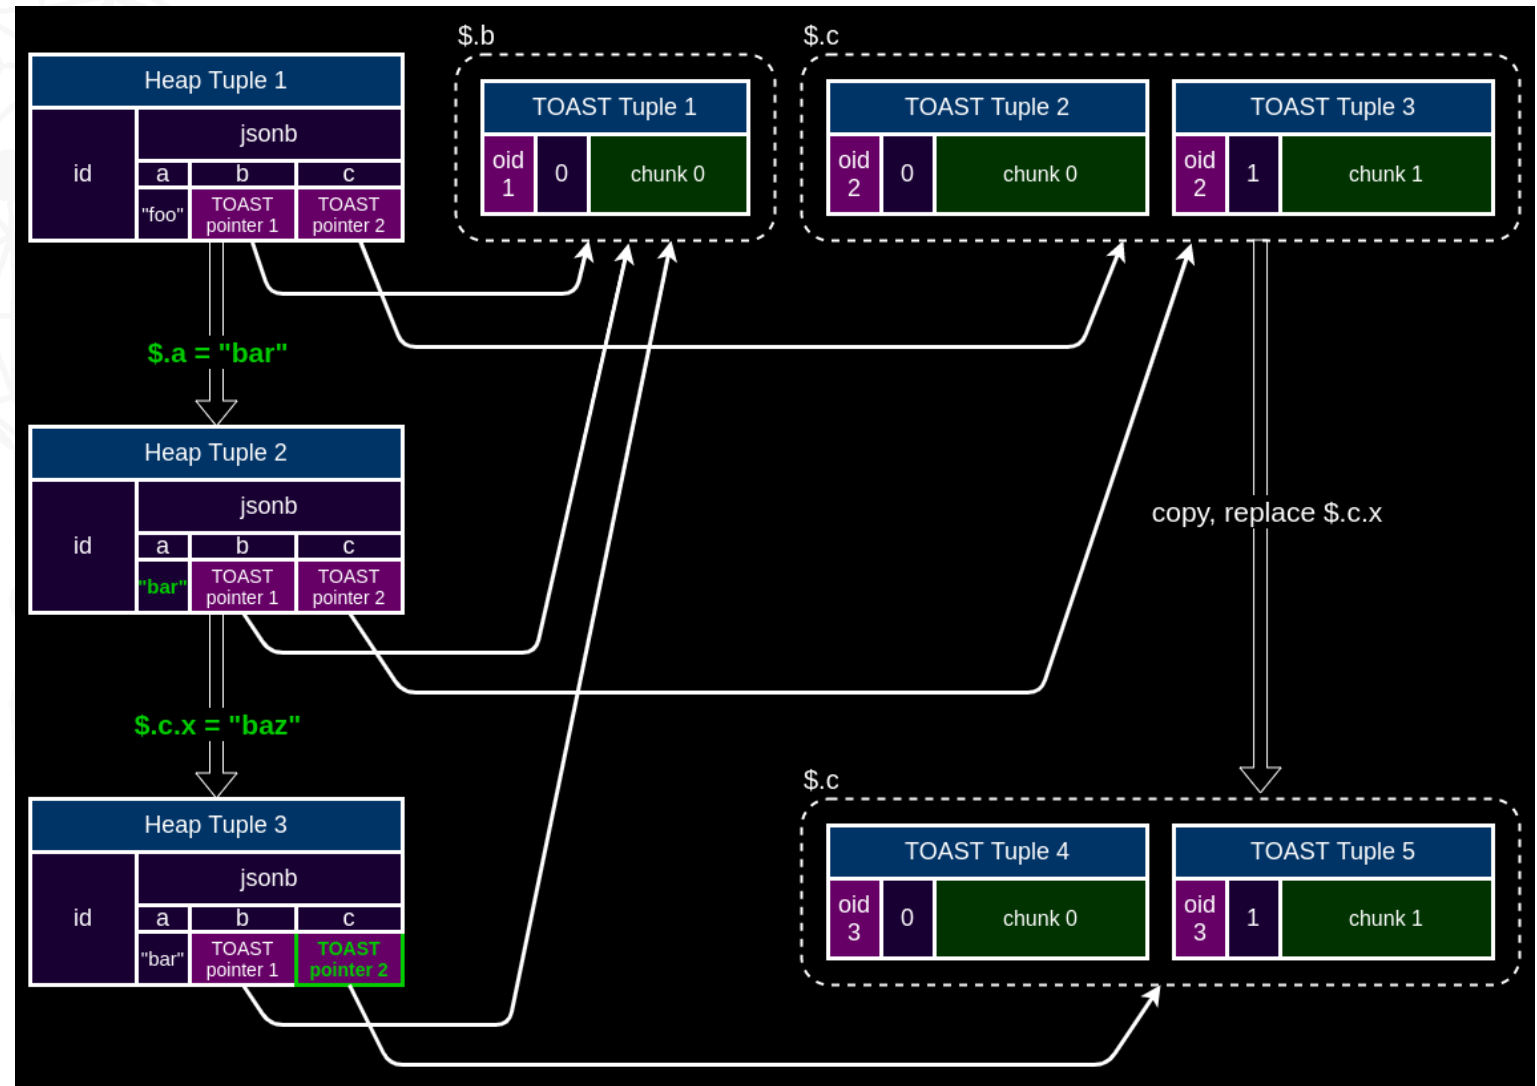 $.b
$.c
Heap Tuple 1
id
jsonb
a
b
c
"foo"
TOAST
pointer 1
TOAST
pointer 2
TOAST Tuple 1
oid
1
0
chunk 0
TOAST Tuple 2
oid
2
0
chunk 0
TOAST Tuple 3
oid
2
1
chunk 1
$.a = "bar"
Heap Tuple 2
id
jsonb
a
b
c
"bar"
TOAST
pointer 1
TOAST
pointer 2
copy, replace $.c.x
$.c.x = "baz"
Heap Tuple 3
id
jsonb
a
b
c
"bar"
TOAST
pointer 1
TOAST
pointer 2
$.c
TOAST Tuple 4
oid
3
0
chunk 0
TOAST Tuple 5
oid
3
1
chunk 1